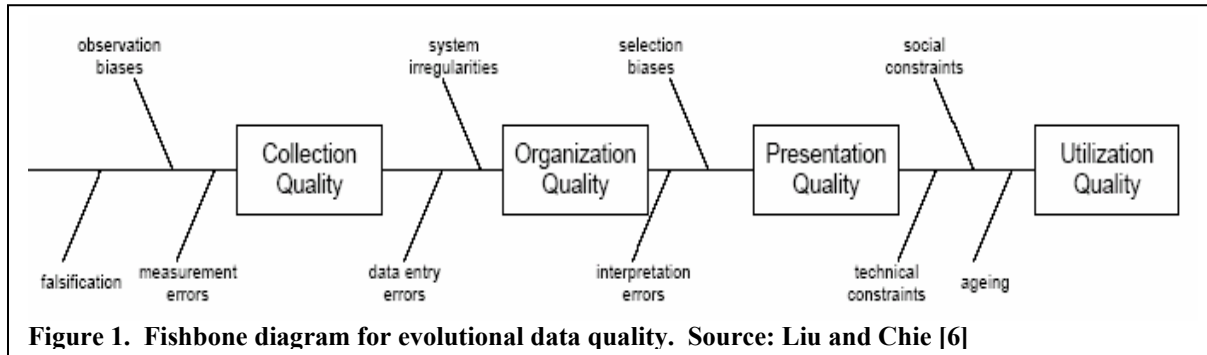 observation
biases
system
irregularities
selection
biases
social
constraints
Collection
Quality
Organization
Quality
Presentation
Quality
Utilization
Quality
falsification
measurement
errors
data entry
errors
interpretation
errors
technical
constraints
ageing
Figure 1. Fishbone diagram for evolutional data quality. Source: Liu and Chie [6]